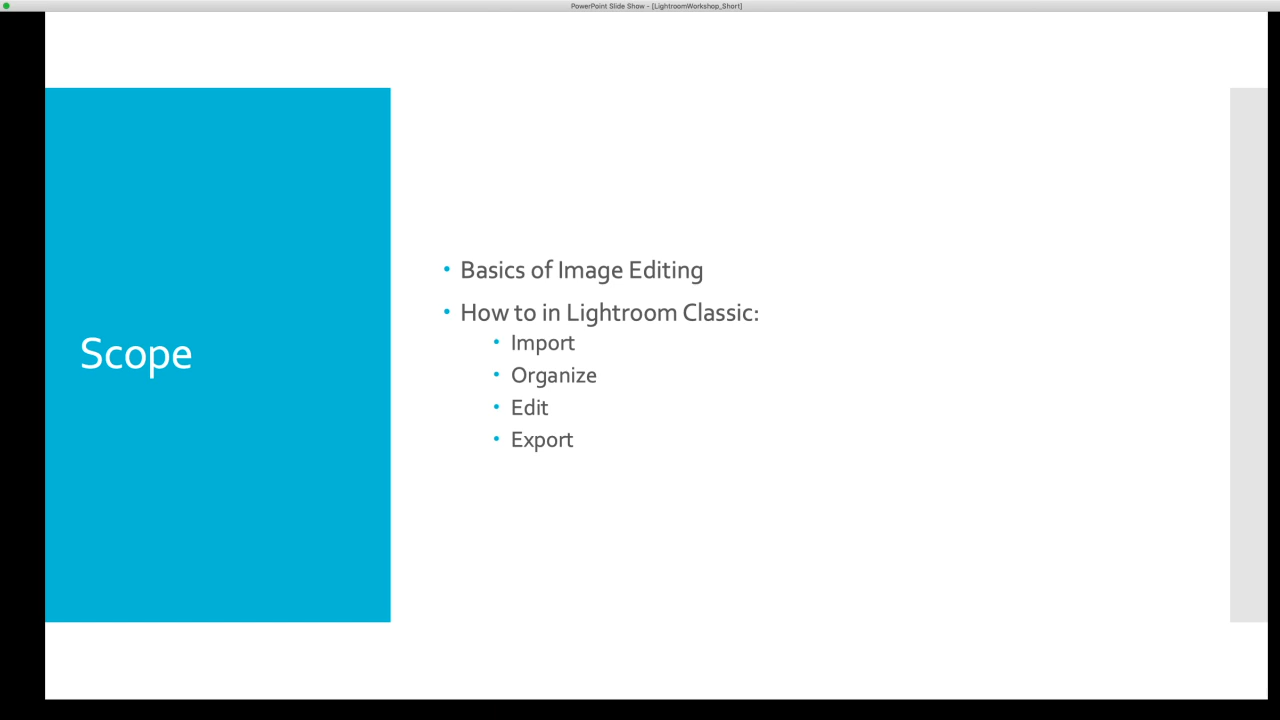 PowerPoint Slide Show - [LightroomWorkshop_Short]
Scope
• Basics of Image Editing
• How to in Lightroom Classic:
• Import
• Organize
• Edit
• Export